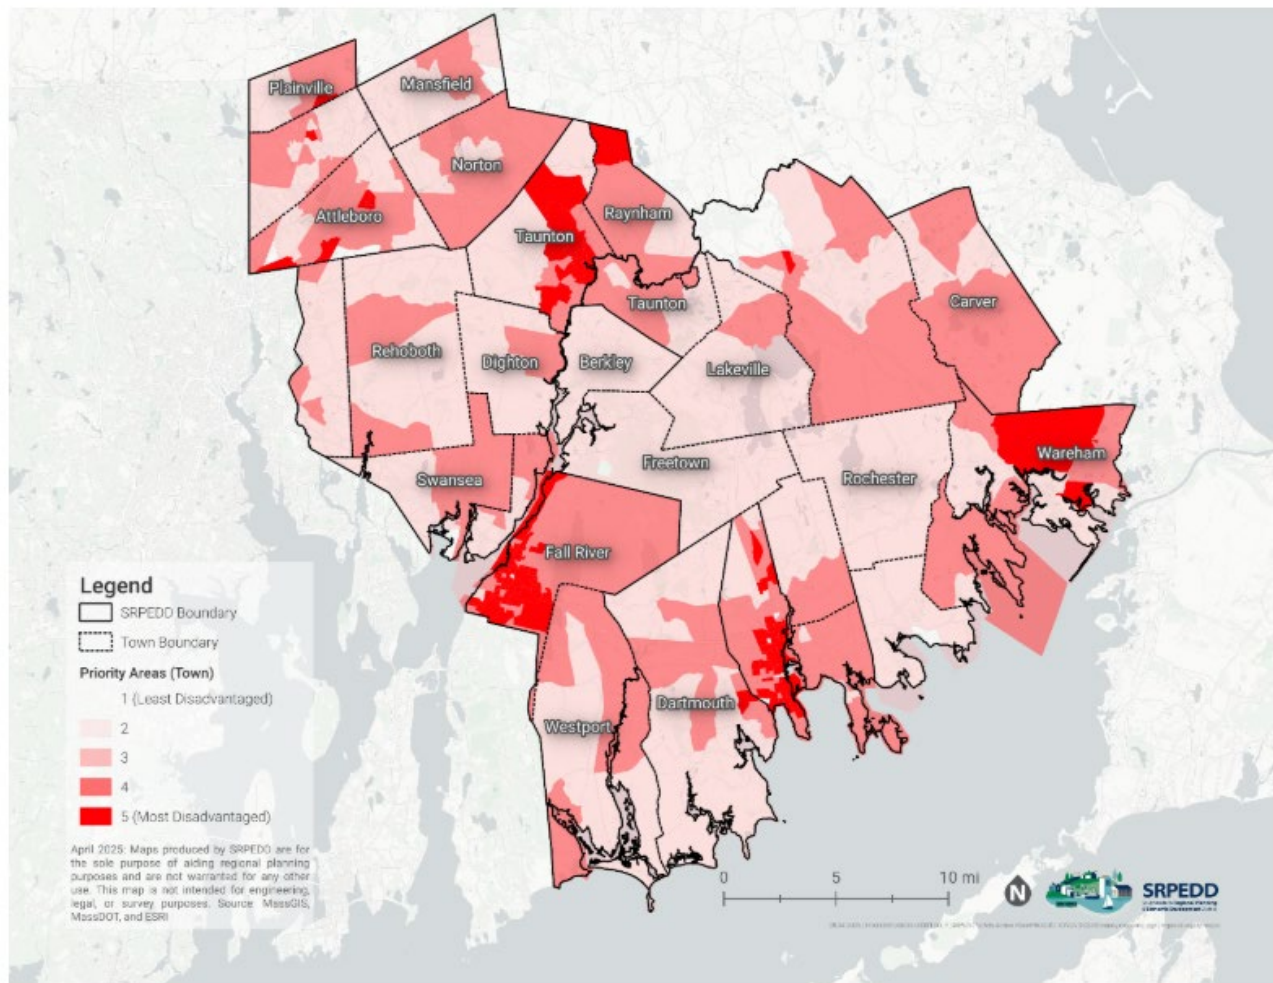 Plainville
Mansfield
Norton
Attleboro
Raynham
Taunton
Taunton
Carver
Rehoboth
Dighton
Berkley
Lakeville
Wareham
Freetown
Rochester
Swansea
Fall River
Dartmouth
Westport
Legend
SRPEDD Boundary
Town Boundary
Priority Areas (Town)
1 (Least Disadvantaged)
2
3
4
5 (Most Disadvantaged)
April 2025: Maps produced by SRPEDD are for
the sole purpose of aiding regional planning
purposes and are not warranted for any other
use. This map is not intended for engineering,
legal, or survey purposes. Source: MassGIS,
MassDOT, and ESRI
0 5 10 mi
N
SRPEDD